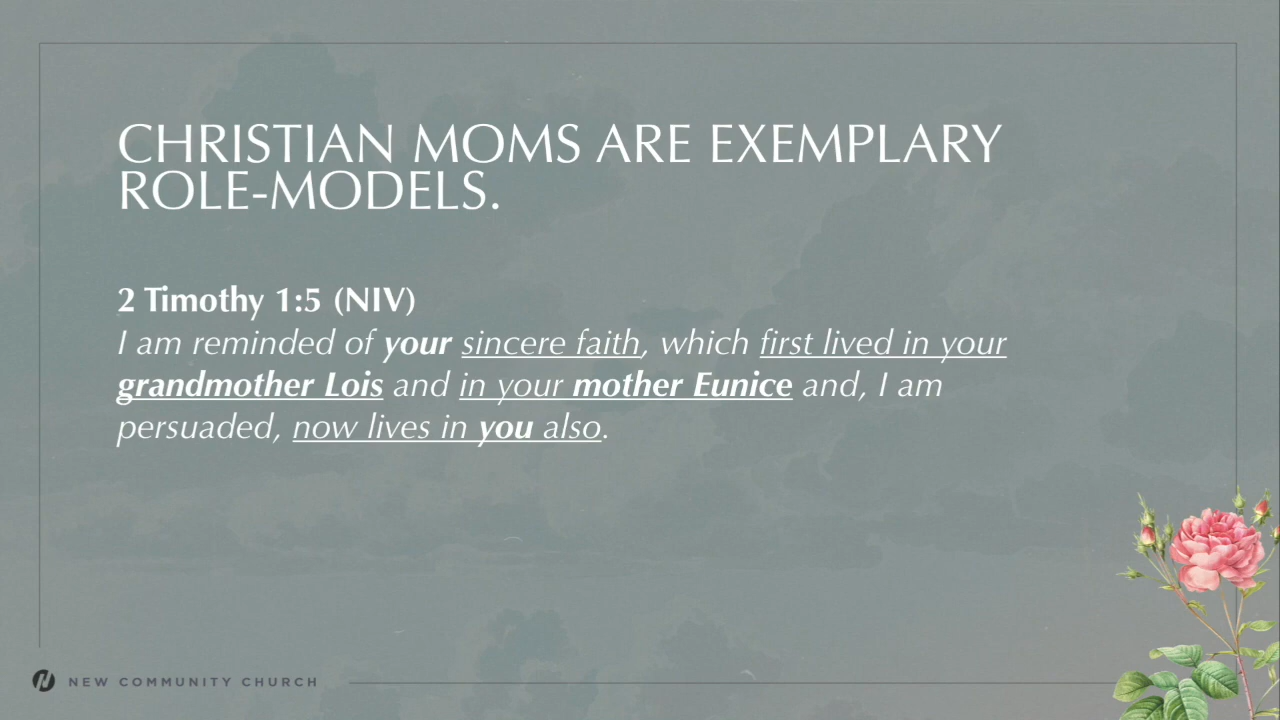 CHRISTIAN MOMS ARE EXEMPLARY
ROLE-MODELS.
2 Timothy 1:5 (NIV)
I am reminded of your sincere faith, which first lived in your
grandmother Lois and in your mother Eunice and, I am
persuaded, now lives in you also.
NEW COMMUNITY CHURCH